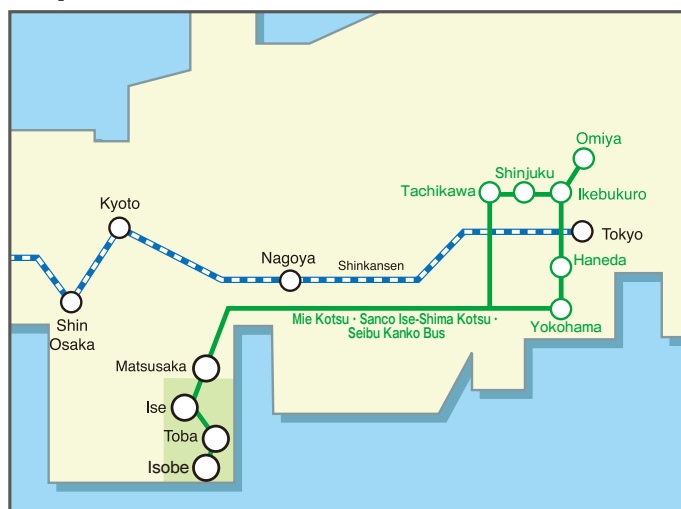 Omiya
Shinjuku
Tachikawa
Ikebukuro
Kyoto
Tokyo
Nagoya
Shinkansen
Haneda
Shin
Osaka
Mie Kotsu · Sanco Ise-Shima Kotsu ·
Seibu Kanko Bus
Yokohama
Matsusaka
Ise
Toba
Isobe